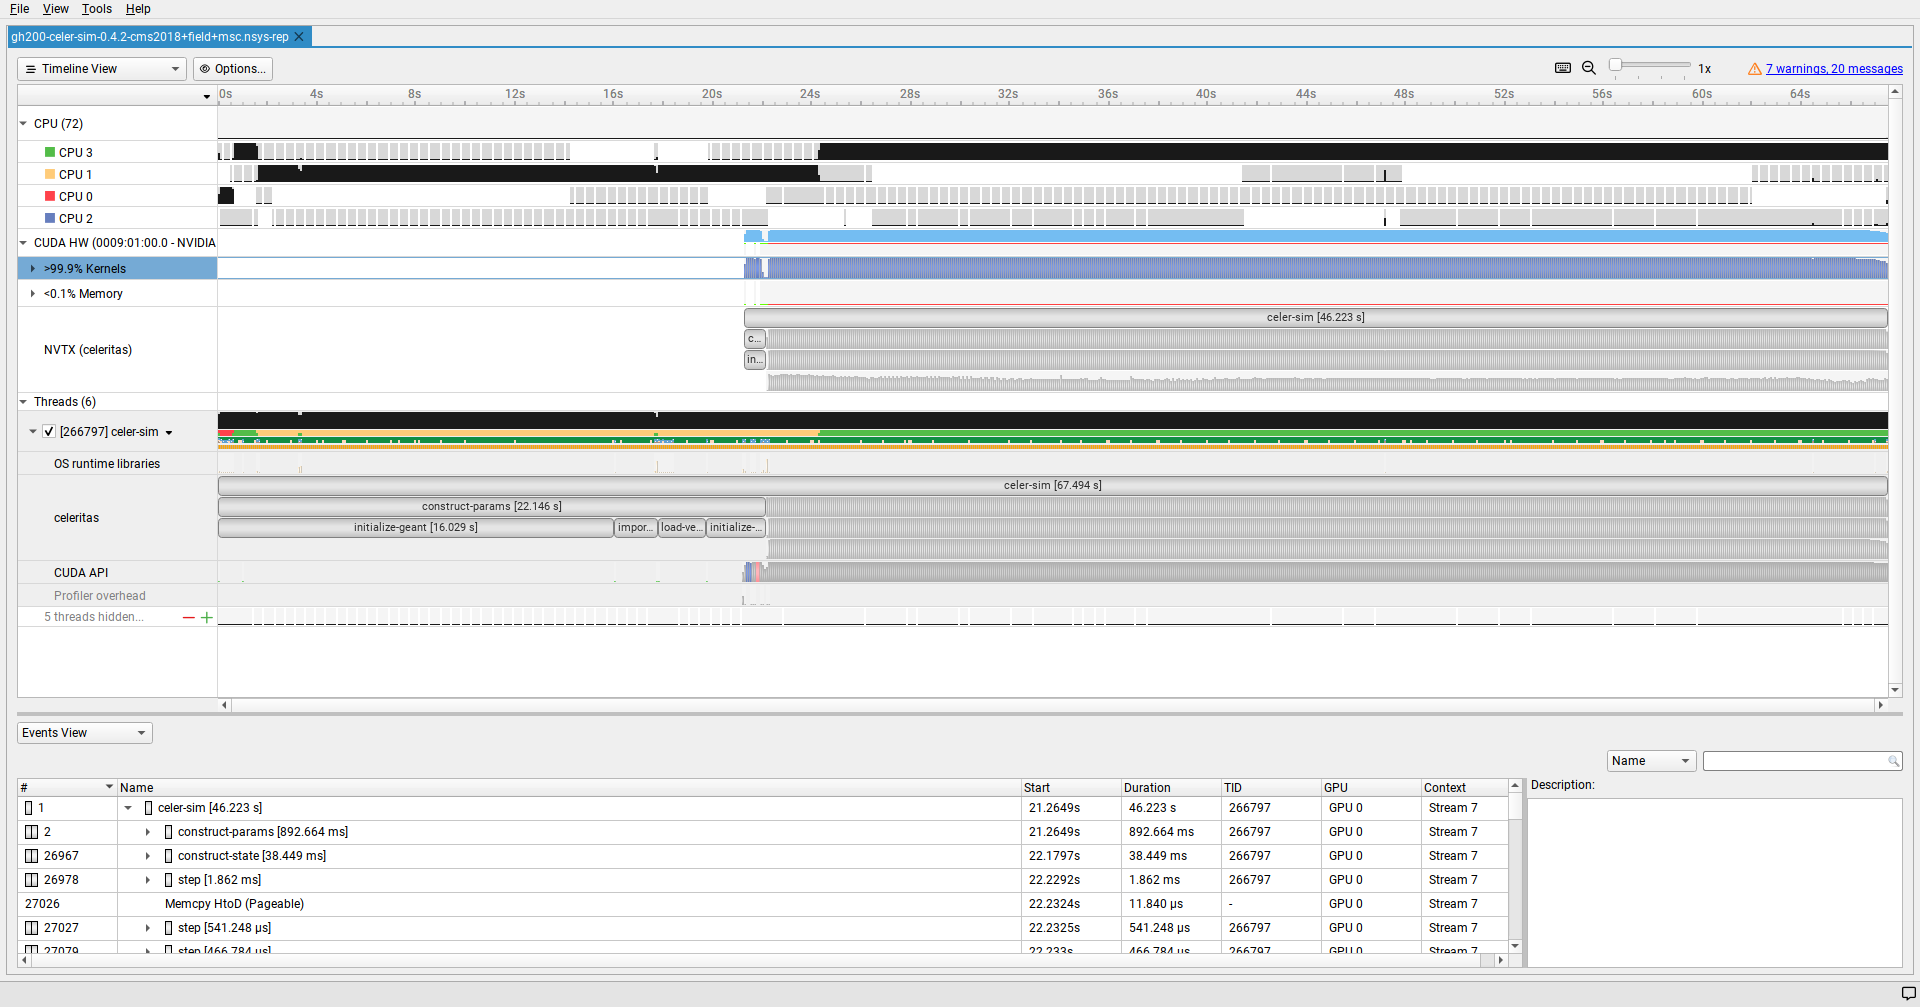 File View Tools Help
gh200-celer-sim-0.4.2-cms2018+field+msc.nsys-rep
Timeline View Options... 1x 7 warnings, 20 messages
0s 4s 8s 12s 16s 20s 24s 28s 32s 36s 40s 44s 48s 52s 56s 60s 64s
CPU (72)
CPU 3
CPU 1
CPU 0
CPU 2
CUDA HW (0009:01:00.0 - NVIDIA
>99.9% Kernels
<0.1% Memory
celer-sim [46.223 s]
c...
NVTX (celeritas)
in...
Threads (6)
[266797] celer-sim
OS runtime libraries
celer-sim [67.494 s]
construct-params [22.146 s]
celeritas
initialize-geant [16.029 s] impor... load-ve... initialize-...
CUDA API
Profiler overhead
5 threads hidden...
Events View
Name
# Name Start Duration TID GPU Context Description:
1 celer-sim [46.223 s] 21.2649s 46.223 s 266797 GPU 0 Stream 7
2 construct-params [892.664 ms] 21.2649s 892.664 ms 266797 GPU 0 Stream 7
26967 construct-state [38.449 ms] 22.1797s 38.449 ms 266797 GPU 0 Stream 7
26978 step [1.862 ms] 22.2292s 1.862 ms 266797 GPU 0 Stream 7
27026 Memcpy HtoD (Pageable) 22.2324s 11.840 µs - GPU 0 Stream 7
27027 step [541.248 µs] 22.2325s 541.248 µs 266797 GPU 0 Stream 7
27079 step [466.784 µs] 22.233s 466.784 µs 266797 GPU 0 Stream 7